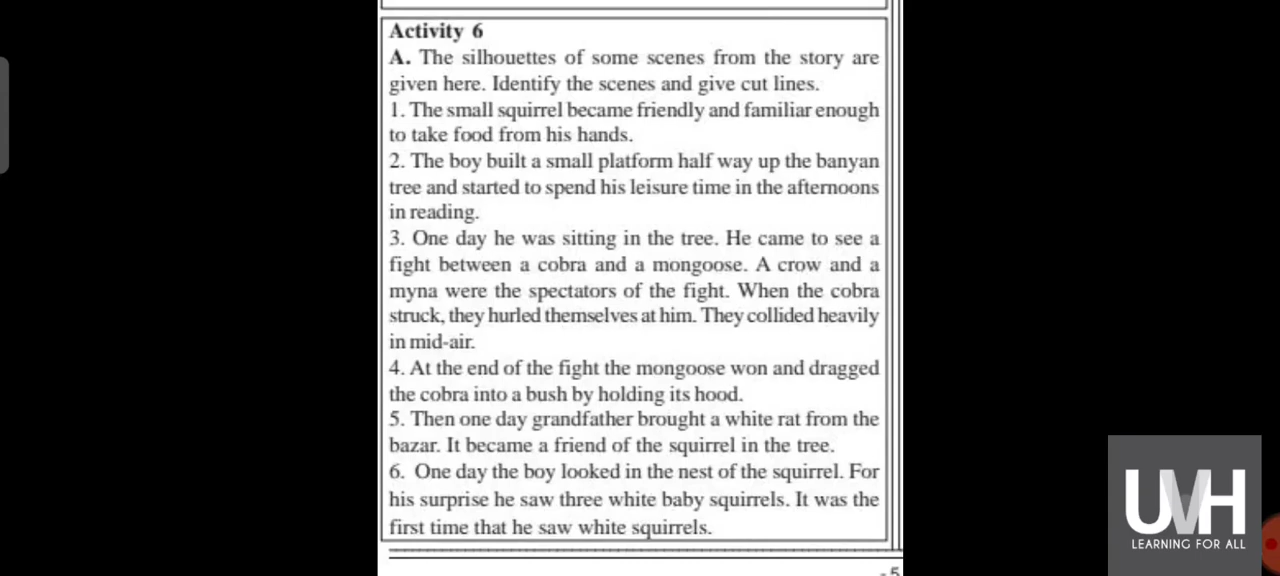 Activity 6
A. The silhouettes of some scenes from the story are
given here. Identify the scenes and give cut lines.
1. The small squirrel became friendly and familiar enough
to take food from his hands.
2. The boy built a small platform half way up the banyan
tree and started to spend his leisure time in the afternoons
in reading.
3. One day he was sitting in the tree. He came to see a
fight between a cobra and a mongoose. A crow and a
myna were the spectators of the fight. When the cobra
struck, they hurled themselves at him. They collided heavily
in mid-air.
4. At the end of the fight the mongoose won and dragged
the cobra into a bush by holding its hood.
5. Then one day grandfather brought a white rat from the
bazar. It became a friend of the squirrel in the tree.
6. One day the boy looked in the nest of the squirrel. For
his surprise he saw three white baby squirrels. It was the
first time that he saw white squirrels.
- 5
UVH
LEARNING FOR ALL